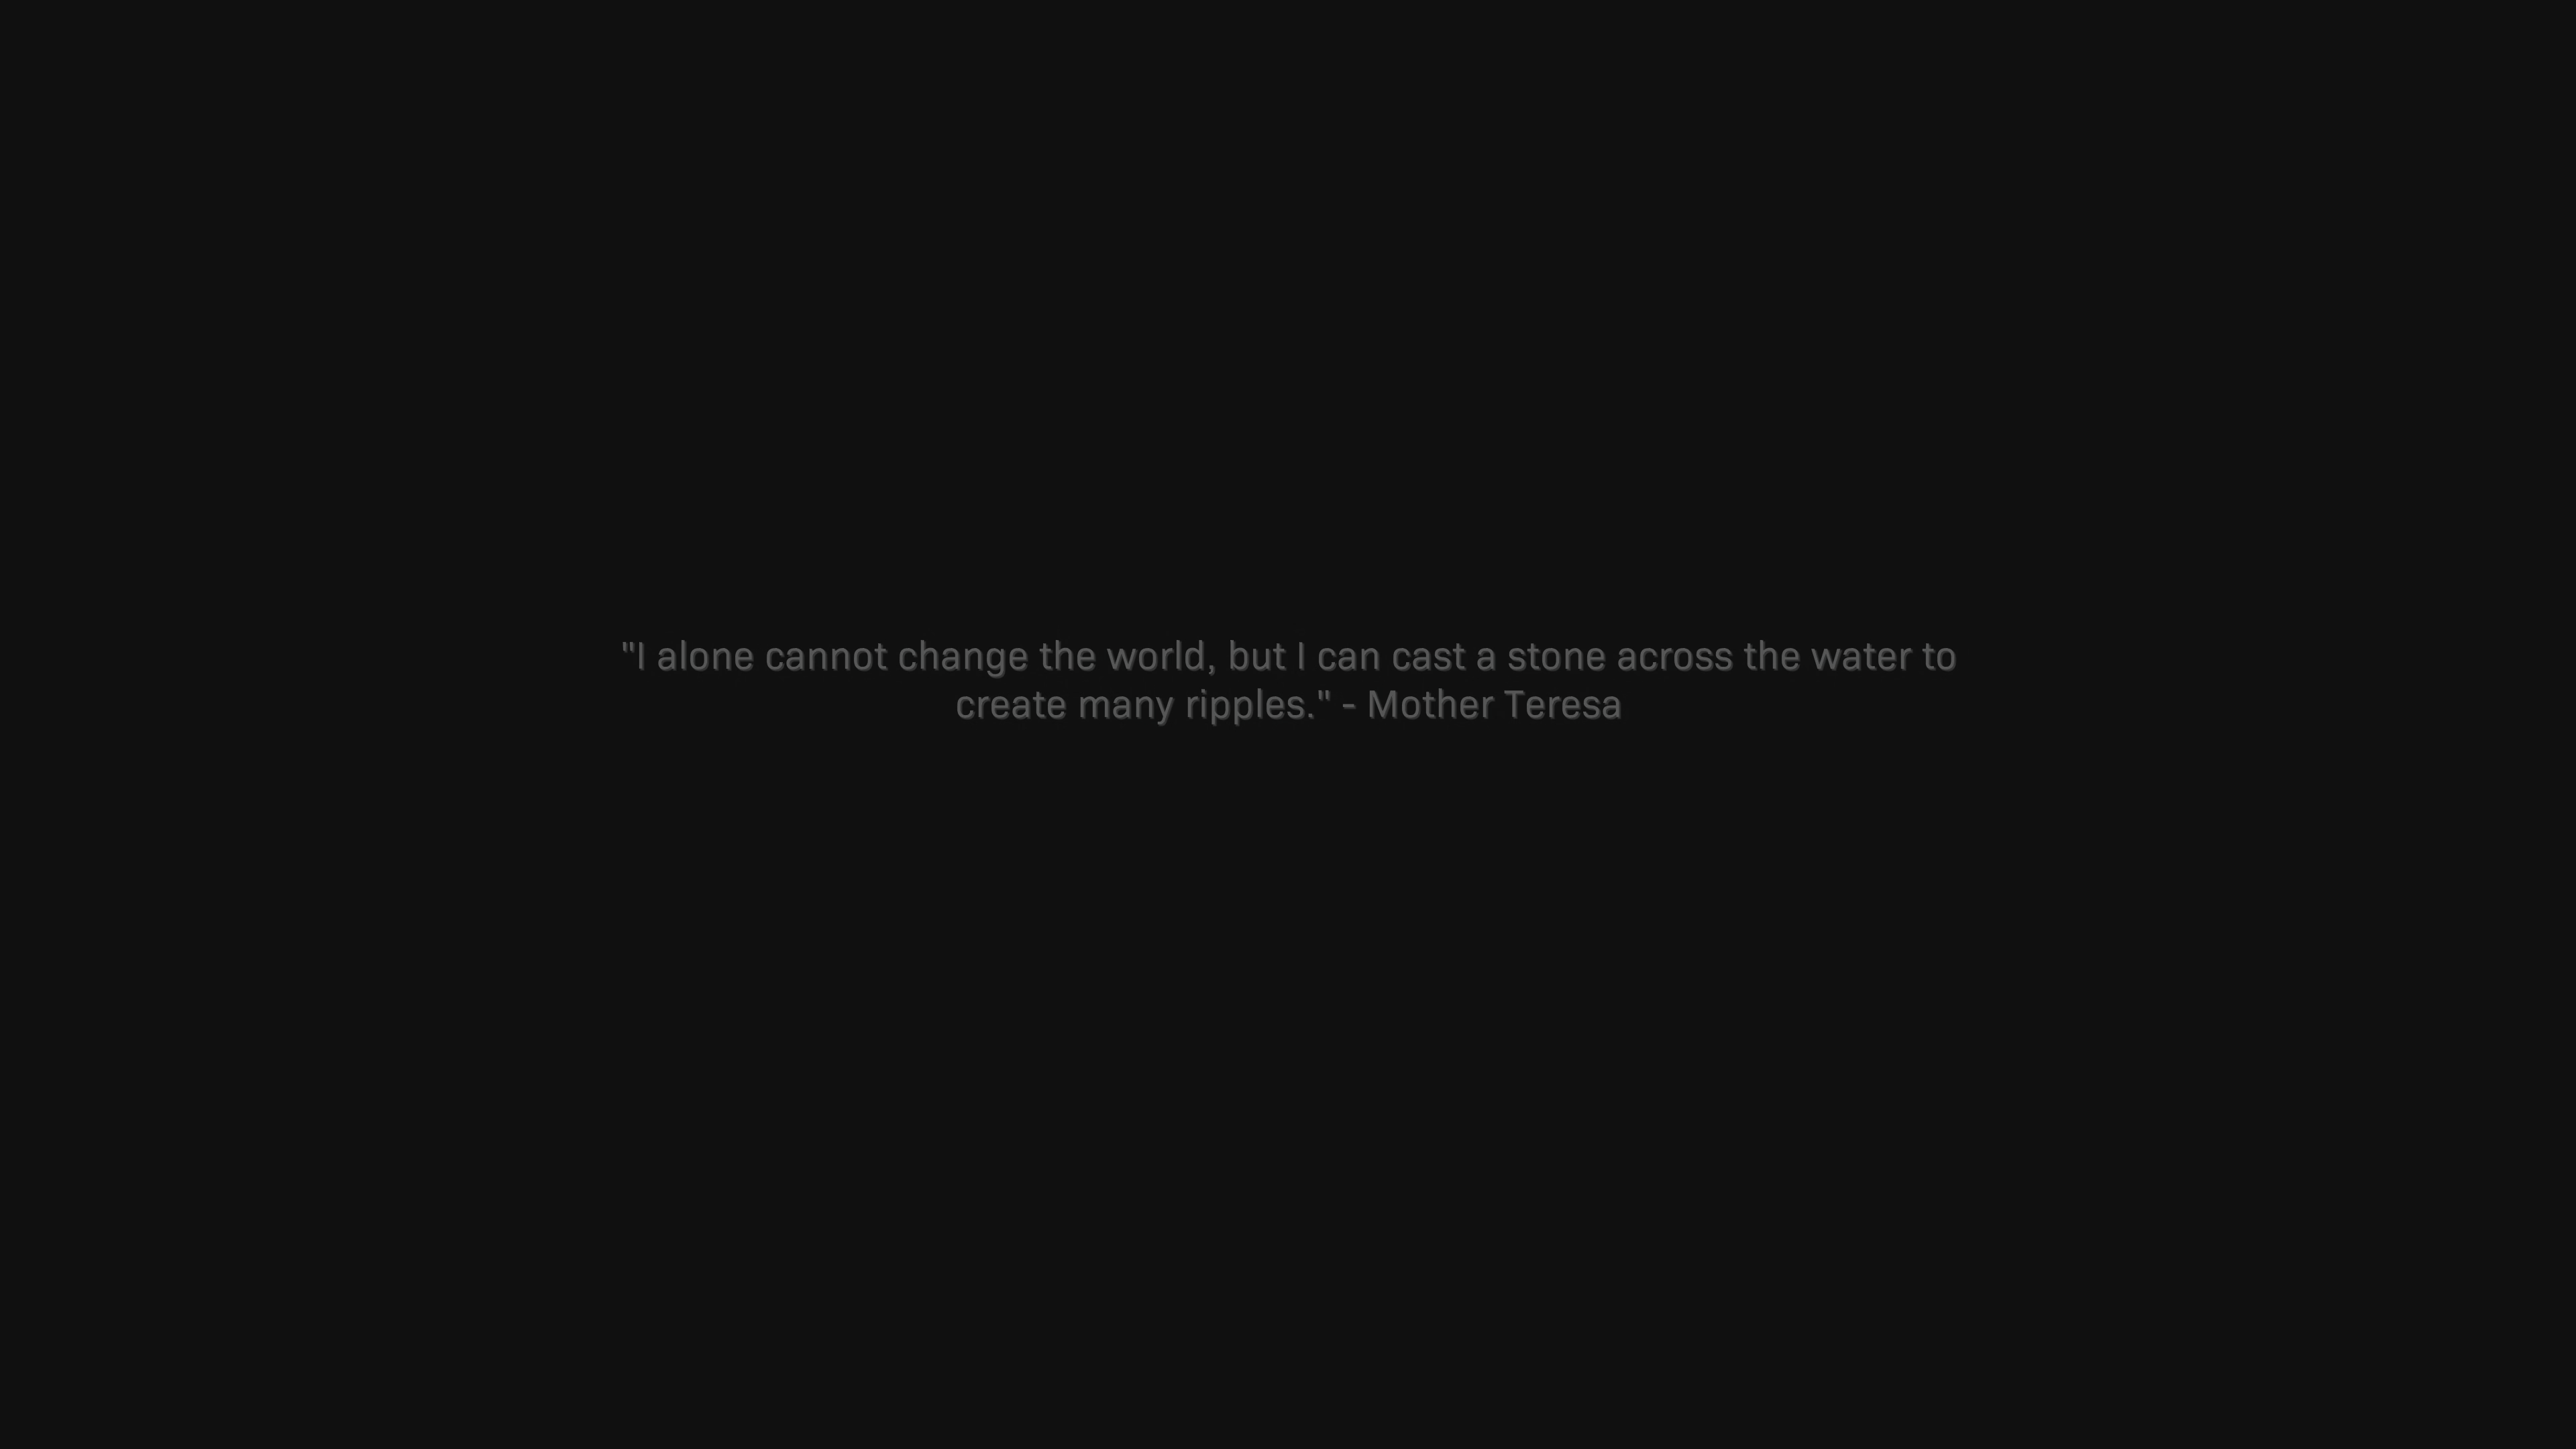 "I alone cannot change the world, but I can cast a stone across the water to
create many ripples." - Mother Teresa